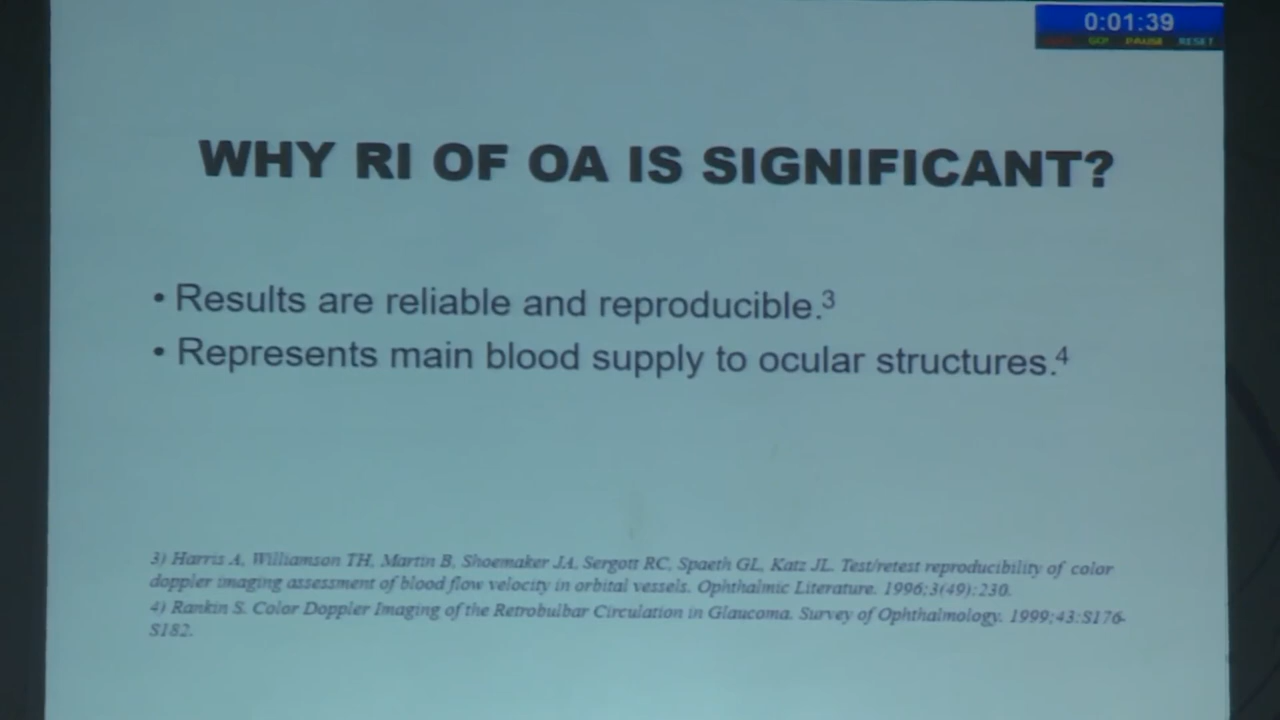 0:01:39
GO! PAUSE RESET
WHY RI OF OA IS SIGNIFICANT?
• Results are reliable and reproducible.3
• Represents main blood supply to ocular structures.4
3) Harris A, Williamson TH, Martin B, Shoemaker JA, Sergott RC, Spaeth GL, Katz JL. Test/retest reproducibility of color
doppler imaging assessment of blood flow velocity in orbital vessels. Ophthalmic Literature. 1996;3(49):230.
4) Rankin S. Color Doppler Imaging of the Retrobulbar Circulation in Glaucoma. Survey of Ophthalmology. 1999;43:S176-
S182.